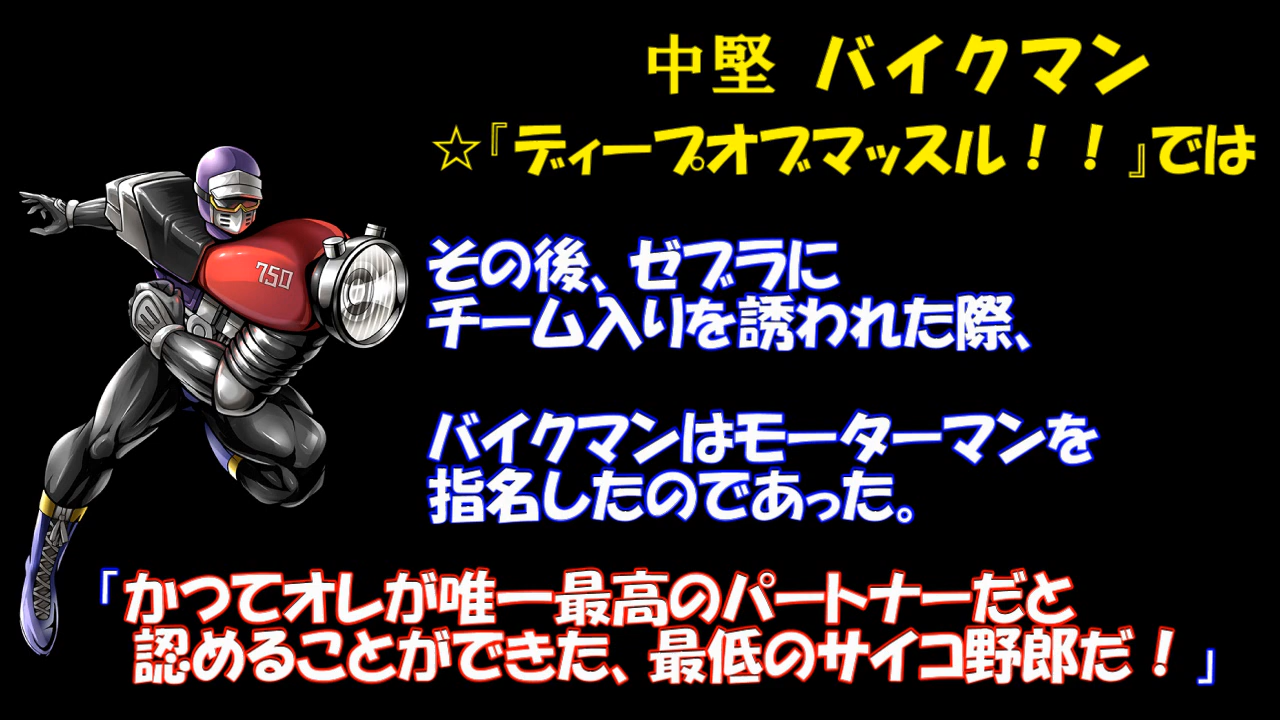 中堅 バイクマン
☆『ディープオブマッスル！！』では
その後、ゼブラに
チーム入りを誘われた際、
バイクマンはモーターマンを
指名したのであった。
「かつてオレが唯一最高のパートナーだと
認めることができた、最低のサイコ野郎だ！」
750